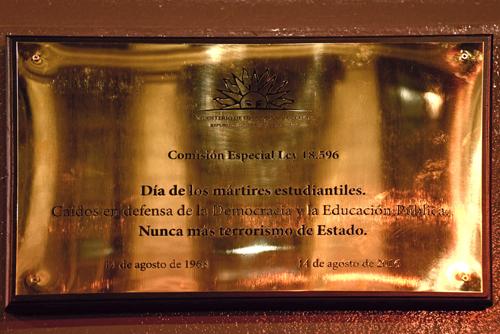 Comisión Especial Ley 18.596
Día de los mártires estudiantiles.
Caídos en defensa de la Democracia y la Educación Pública.
Nunca más terrorismo de Estado.
14 de agosto de 14 de agosto de